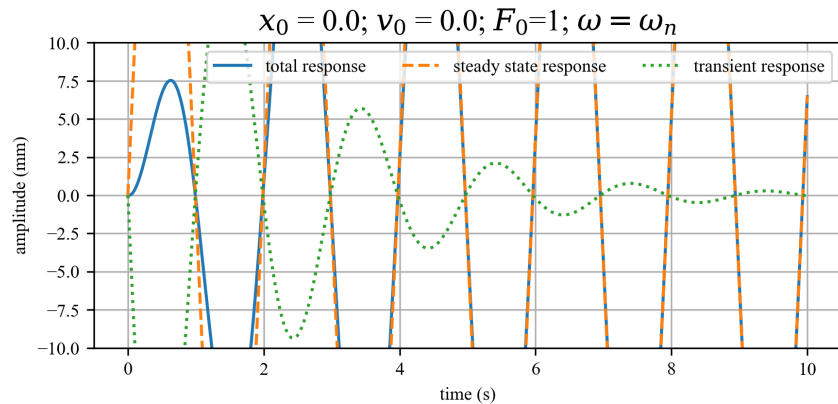 x₀ = 0.0; v₀ = 0.0; F₀=1; ω = ωₙ
total response
steady state response
transient response
amplitude (mm)
10.0
7.5
5.0
2.5
0.0
−2.5
−5.0
−7.5
−10.0
0
2
4
6
8
10
time (s)